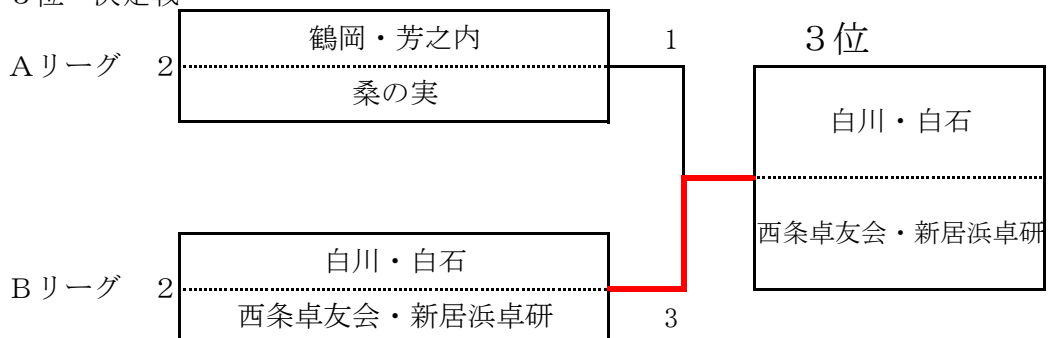 鶴岡・芳之内 1 3位
Aリーグ 2
桑の実
白川・白石
西条卓友会・新居浜卓研
白川・白石
Bリーグ 2
西条卓友会・新居浜卓研 3